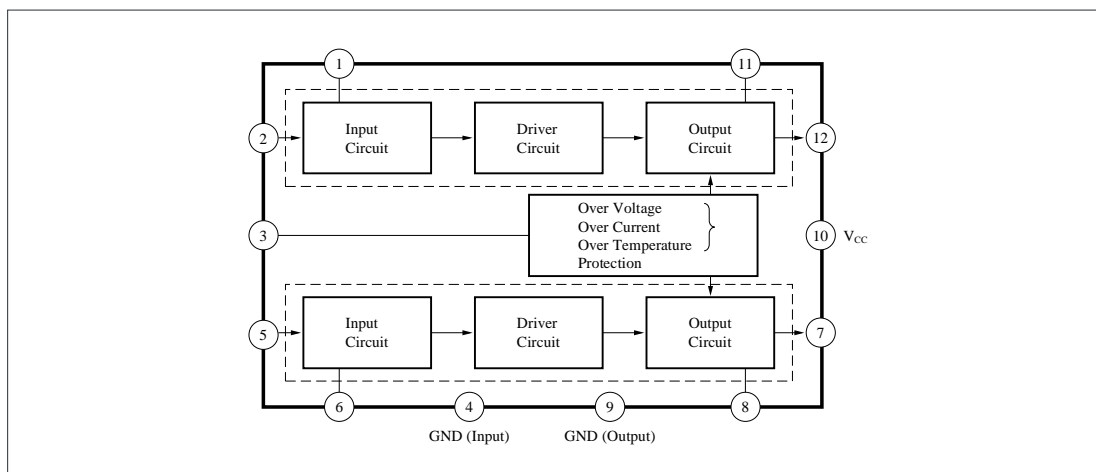 1
11
2
Input
Circuit
Driver
Circuit
Output
Circuit
12
3
Over Voltage
Over Current
Over Temperature
Protection
10
VCC
5
Input
Circuit
Driver
Circuit
Output
Circuit
7
6
4
9
8
GND (Input)
GND (Output)